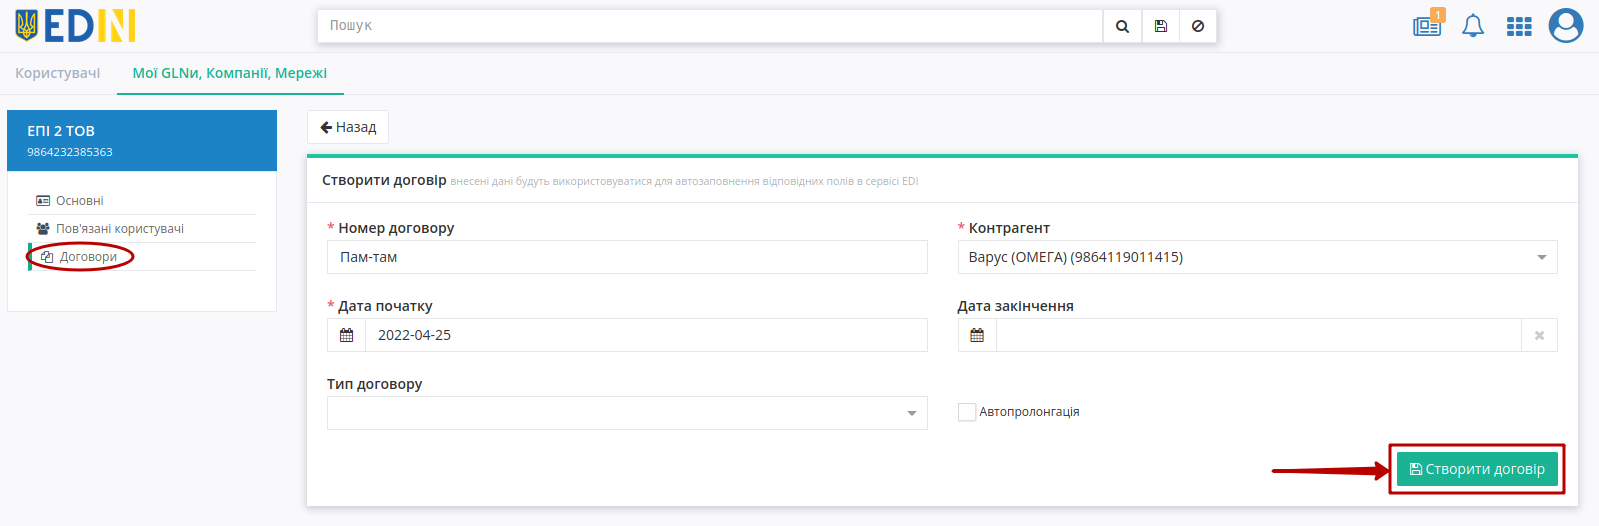 EDIN
Пошук
1
Користувачі
Мої GLNи, Компанії, Мережі
ЕПІ 2 ТОВ
9864232385363
Основні
Пов'язані користувачі
Договори
Назад
Створити договір внесені дані будуть використовуватися для автозаповнення відповідних полів в сервісі EDI
* Номер договору
Пам-там
* Контрагент
Варус (ОМЕГА) (9864119011415)
* Дата початку
2022-04-25
Дата закінчення
Тип договору
Автопролонгація
Створити договір